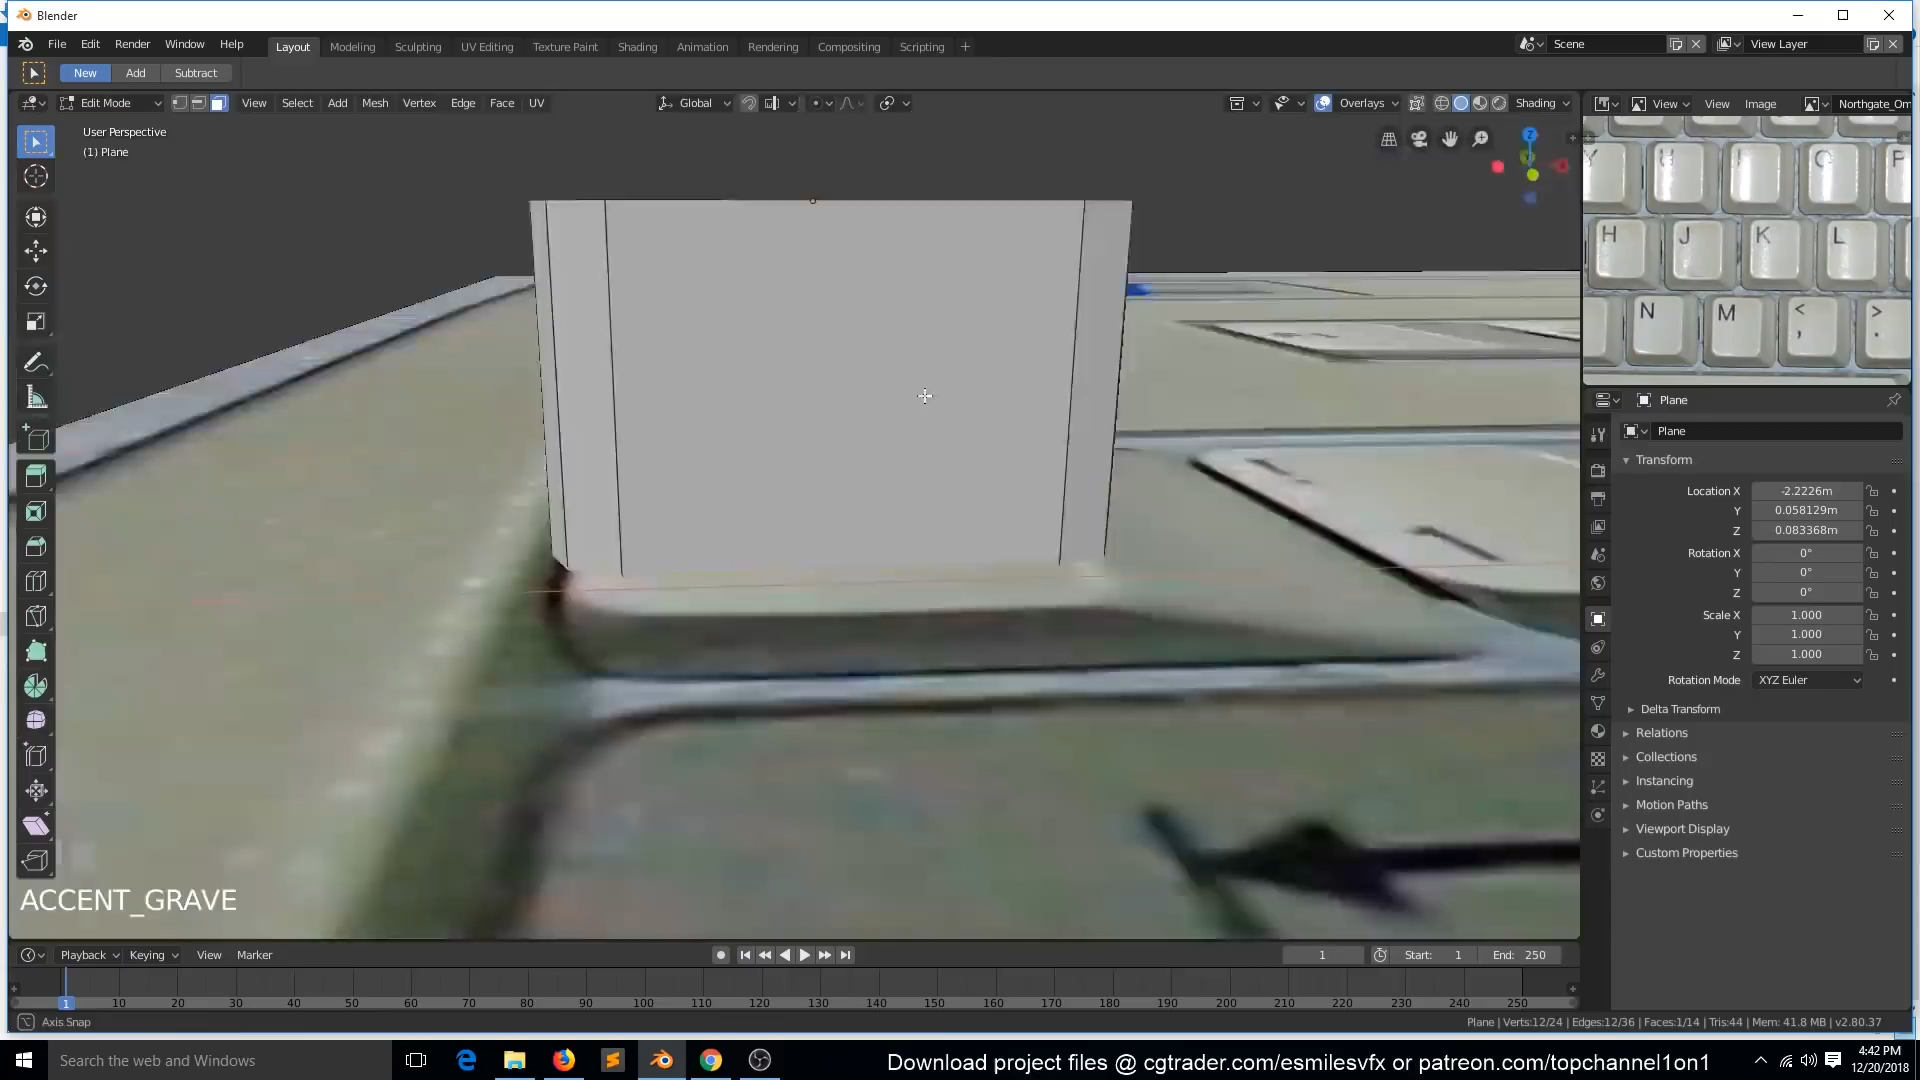 Blender
File Edit Render Window Help Layout Modeling Sculpting UV Editing Texture Paint Shading Animation Rendering Compositing Scripting Scene View Layer
New Add Subtract
Edit Mode View Select Add Mesh Vertex Edge Face UV Global Overlays Shading View View Image Northgate_Om
User Perspective
(1) Plane
U O P
H J K L
N M < , > .
Plane
Plane
Transform
Location X -2.2226m
Y 0.058129m
Z 0.083368m
Rotation X 0°
Y 0°
Z 0°
Scale X 1.000
Y 1.000
Z 1.000
Rotation Mode XYZ Euler
Delta Transform
Relations
Collections
Instancing
Motion Paths
Viewport Display
Custom Properties
ACCENT_GRAVE
Playback Keying View Marker 1 Start: 1 End: 250
1 10 20 30 40 50 60 70 80 90 100 110 120 130 140 150 160 170 180 190 200 210 220 230 240 250
Axis Snap Plane | Verts:12/24 | Edges:12/36 | Faces:1/14 | Tris:44 | Mem: 41.8 MB | v2.80.37
Search the web and Windows Download project files @ cgtrader.com/esmilesvfx or patreon.com/topchannel1on1 4:42 PM
12/20/2018